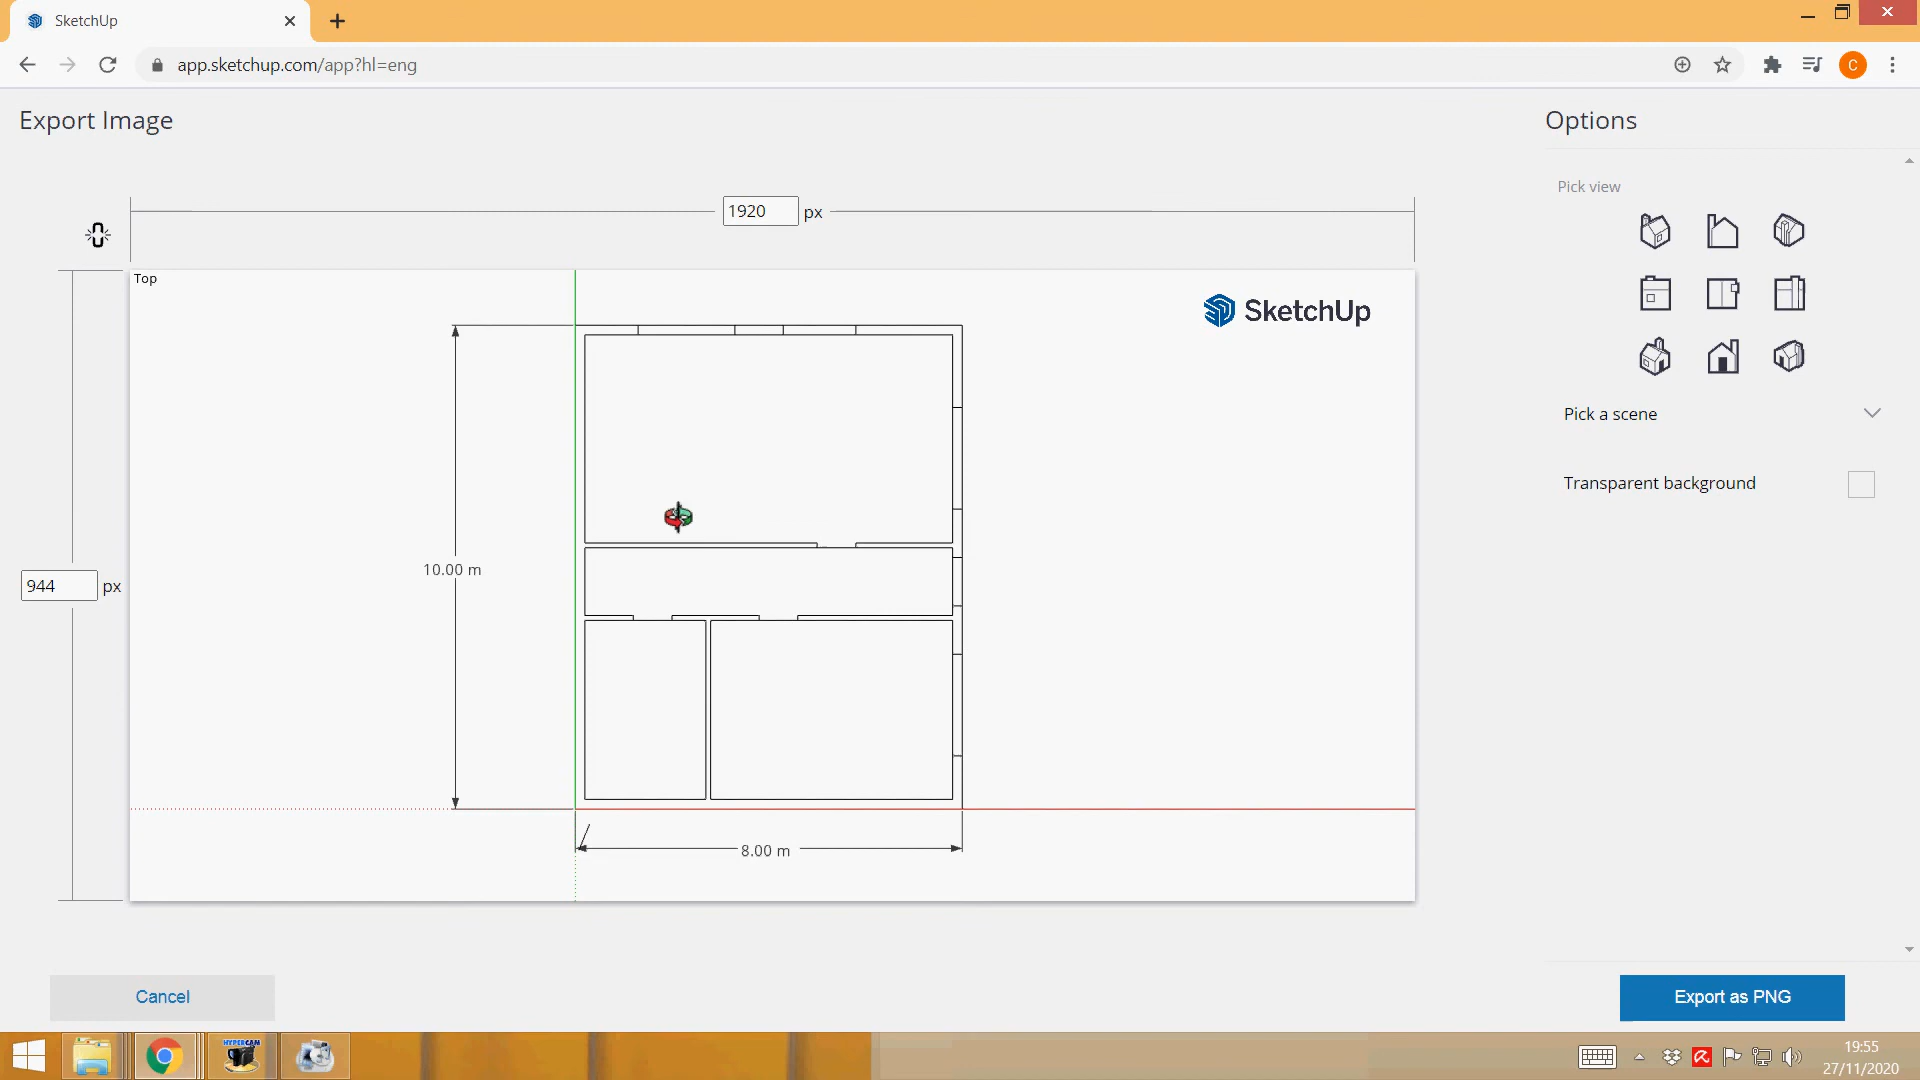 SketchUp
app.sketchup.com/app?hl=eng
C
Export Image
Options
Pick view
1920 px
Top
SketchUp
Pick a scene
Transparent background
10.00 m
944 px
8.00 m
Cancel
Export as PNG
HYPERCAM
19:55
27/11/2020